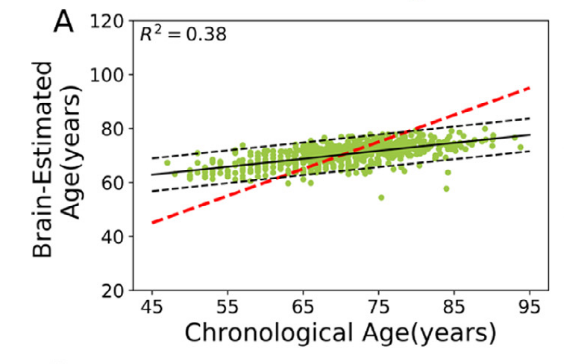 A
R² = 0.38
Brain-Estimated
Age(years)
120
100
80
60
40
20
45 55 65 75 85 95
Chronological Age(years)